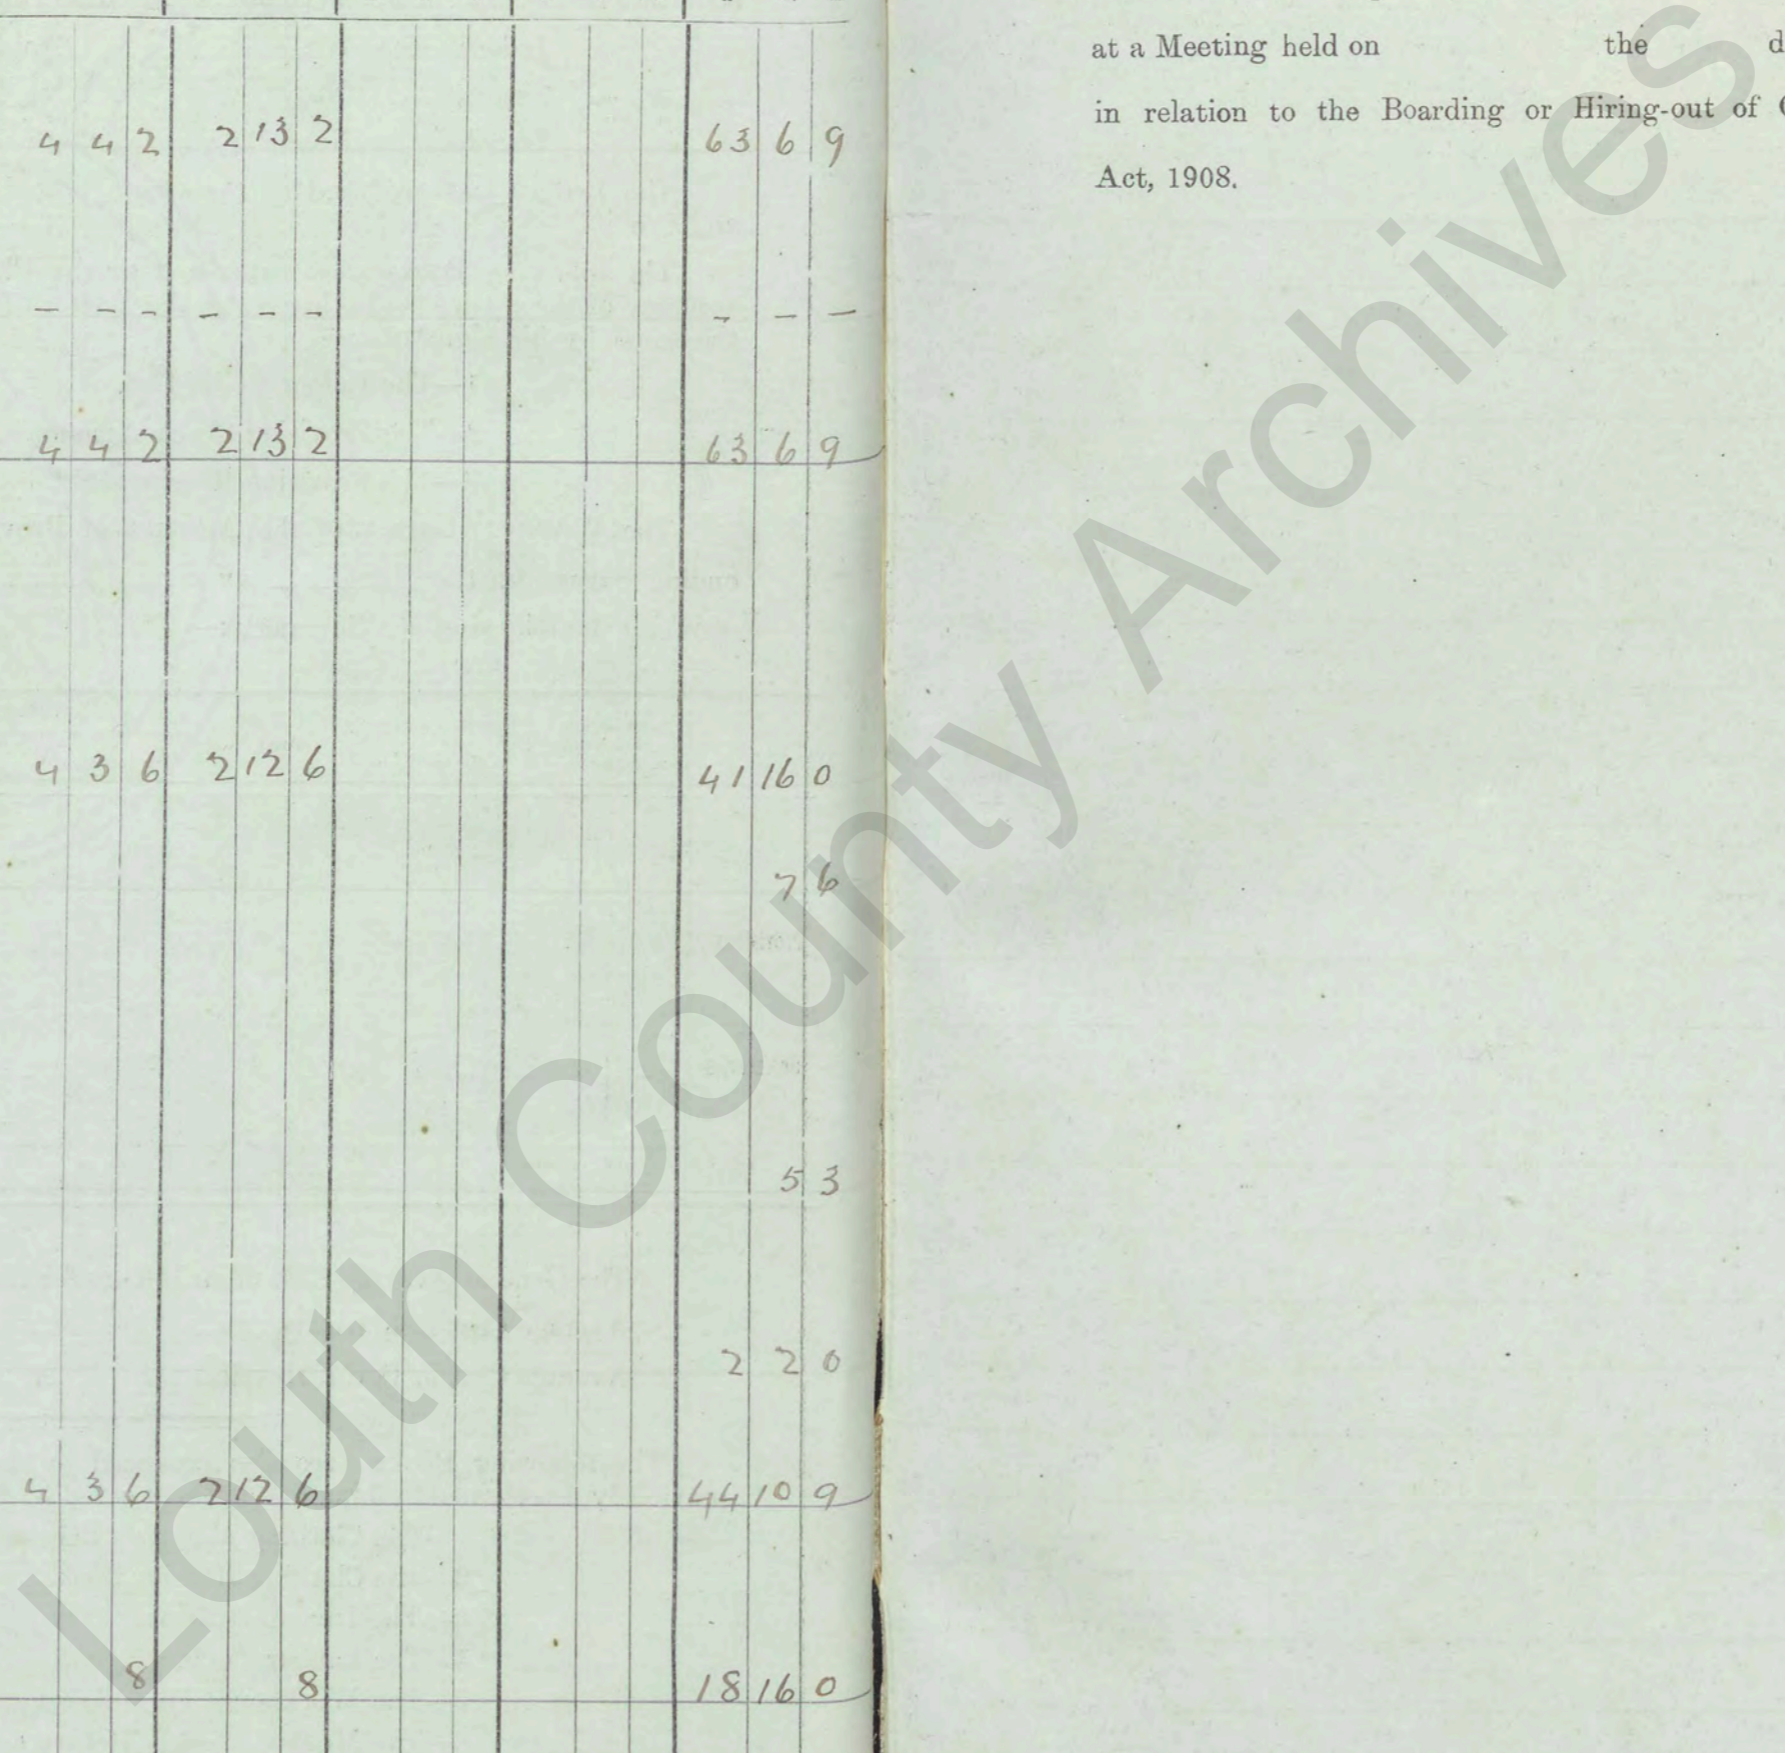 4 4 2 2 13 2 63 6 9
- - - - - - - - -
4 4 2 2 13 2 63 6 9
4 3 6 2 12 6 41 16 0
7 6
5 3
2 2 0
4 3 6 2 12 6 44 10 9
8 8 18 16 0
at a Meeting held on the d
in relation to the Boarding or Hiring-out of
Act, 1908.
Louth County Archives